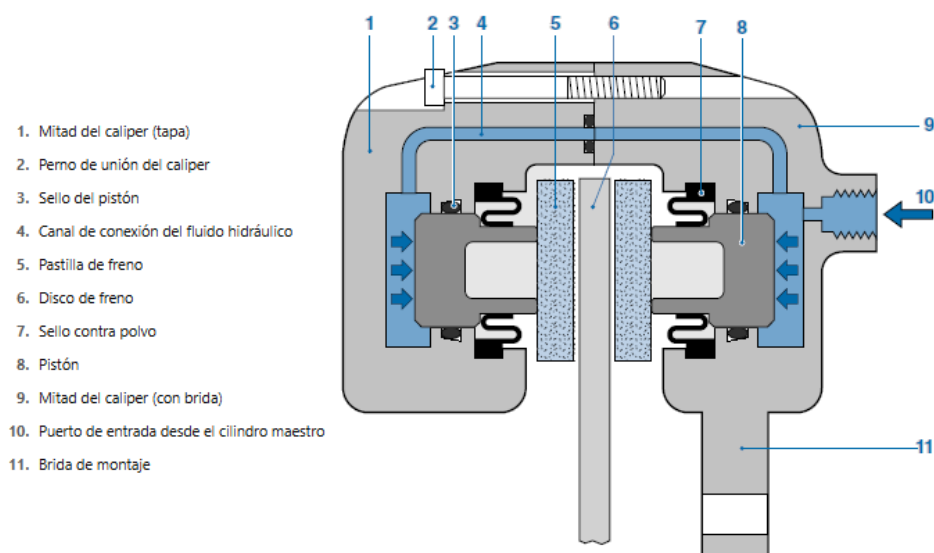 1 2 3 4 5 6 7 8
9
10
11
1. Mitad del caliper (tapa)
2. Perno de unión del caliper
3. Sello del pistón
4. Canal de conexión del fluido hidráulico
5. Pastilla de freno
6. Disco de freno
7. Sello contra polvo
8. Pistón
9. Mitad del caliper (con brida)
10. Puerto de entrada desde el cilindro maestro
11. Brida de montaje